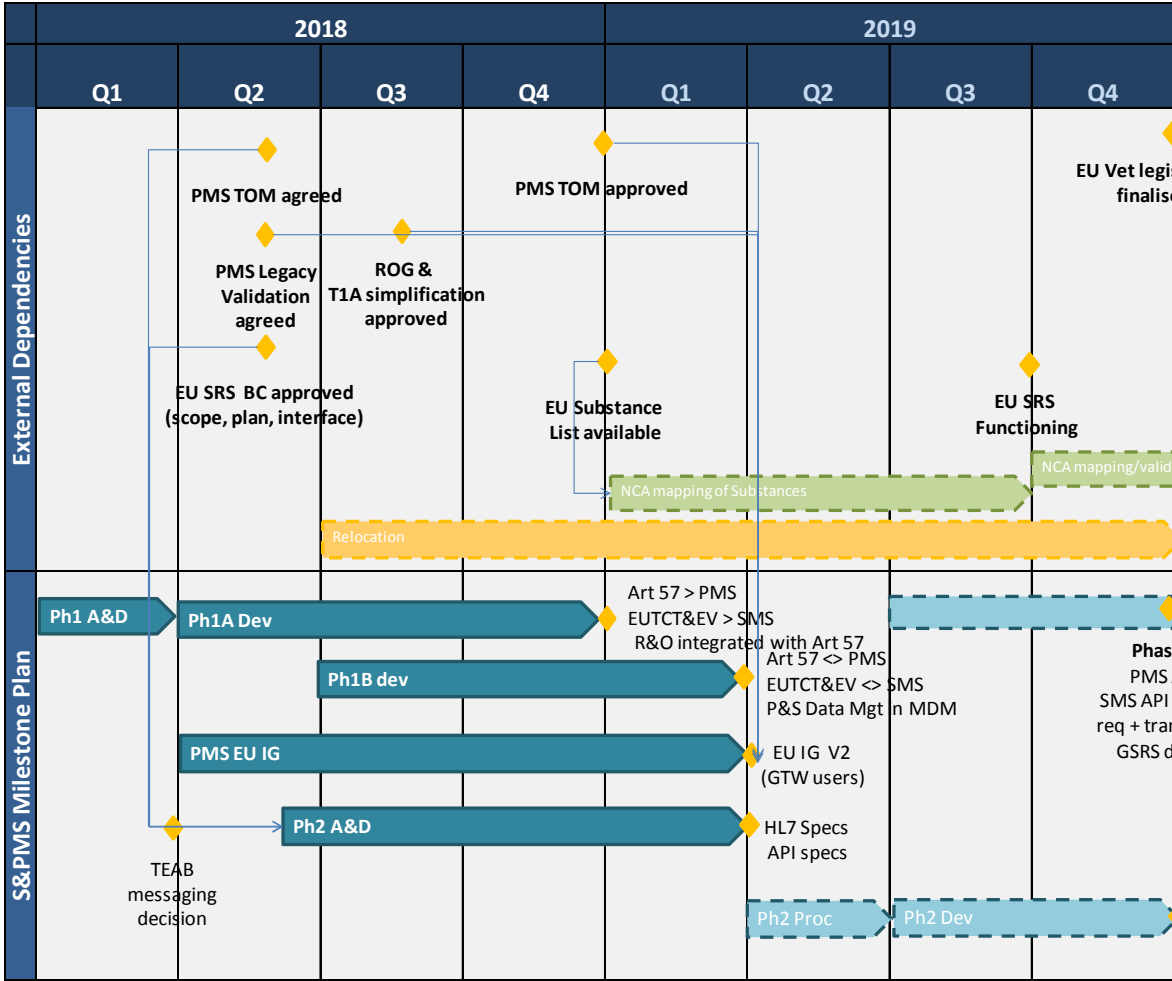 2018
2019
Q1
Q2
Q3
Q4
Q1
Q2
Q3
Q4
External Dependencies
PMS TOM agreed
PMS TOM approved
EU Vet legis
finalis
PMS Legacy
Validation
agreed
ROG &
T1A simplification
approved
EU SRS BC approved
(scope, plan, interface)
EU Substance
List available
EU SRS
Functioning
NCA mapping/valid
NCA mapping of Substances
Relocation
S&PMS Milestone Plan
Ph1 A&D
Ph1A Dev
Art 57 > PMS
EUTCT&EV > SMS
R&O integrated with Art 57
Ph1B dev
Art 57 <> PMS
EUTCT&EV <> SMS
P&S Data Mgt in MDM
Phas
PMS
SMS API
req + tran
GSRS d
PMS EU IG
EU IG V2
(GTW users)
Ph2 A&D
HL7 Specs
API specs
TEAB
messaging
decision
Ph2 Proc
Ph2 Dev